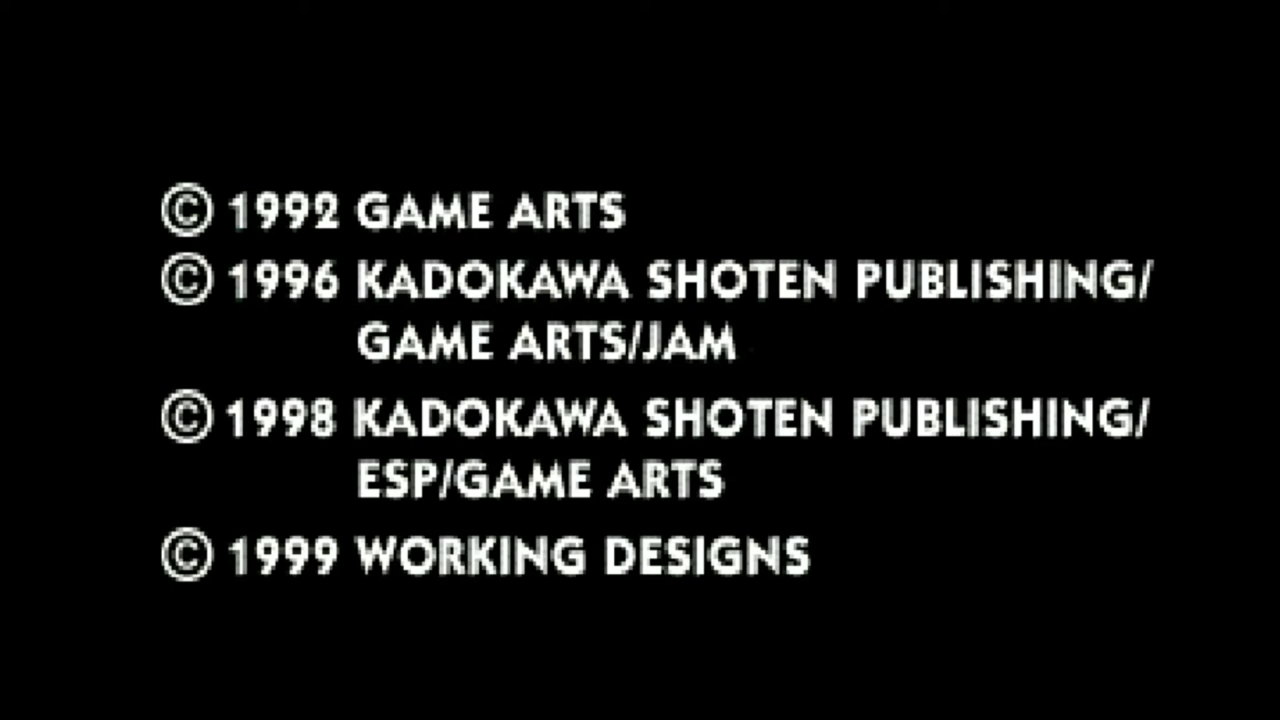 © 1992 GAME ARTS
© 1996 KADOKAWA SHOTEN PUBLISHING/
GAME ARTS/JAM
© 1998 KADOKAWA SHOTEN PUBLISHING/
ESP/GAME ARTS
© 1999 WORKING DESIGNS